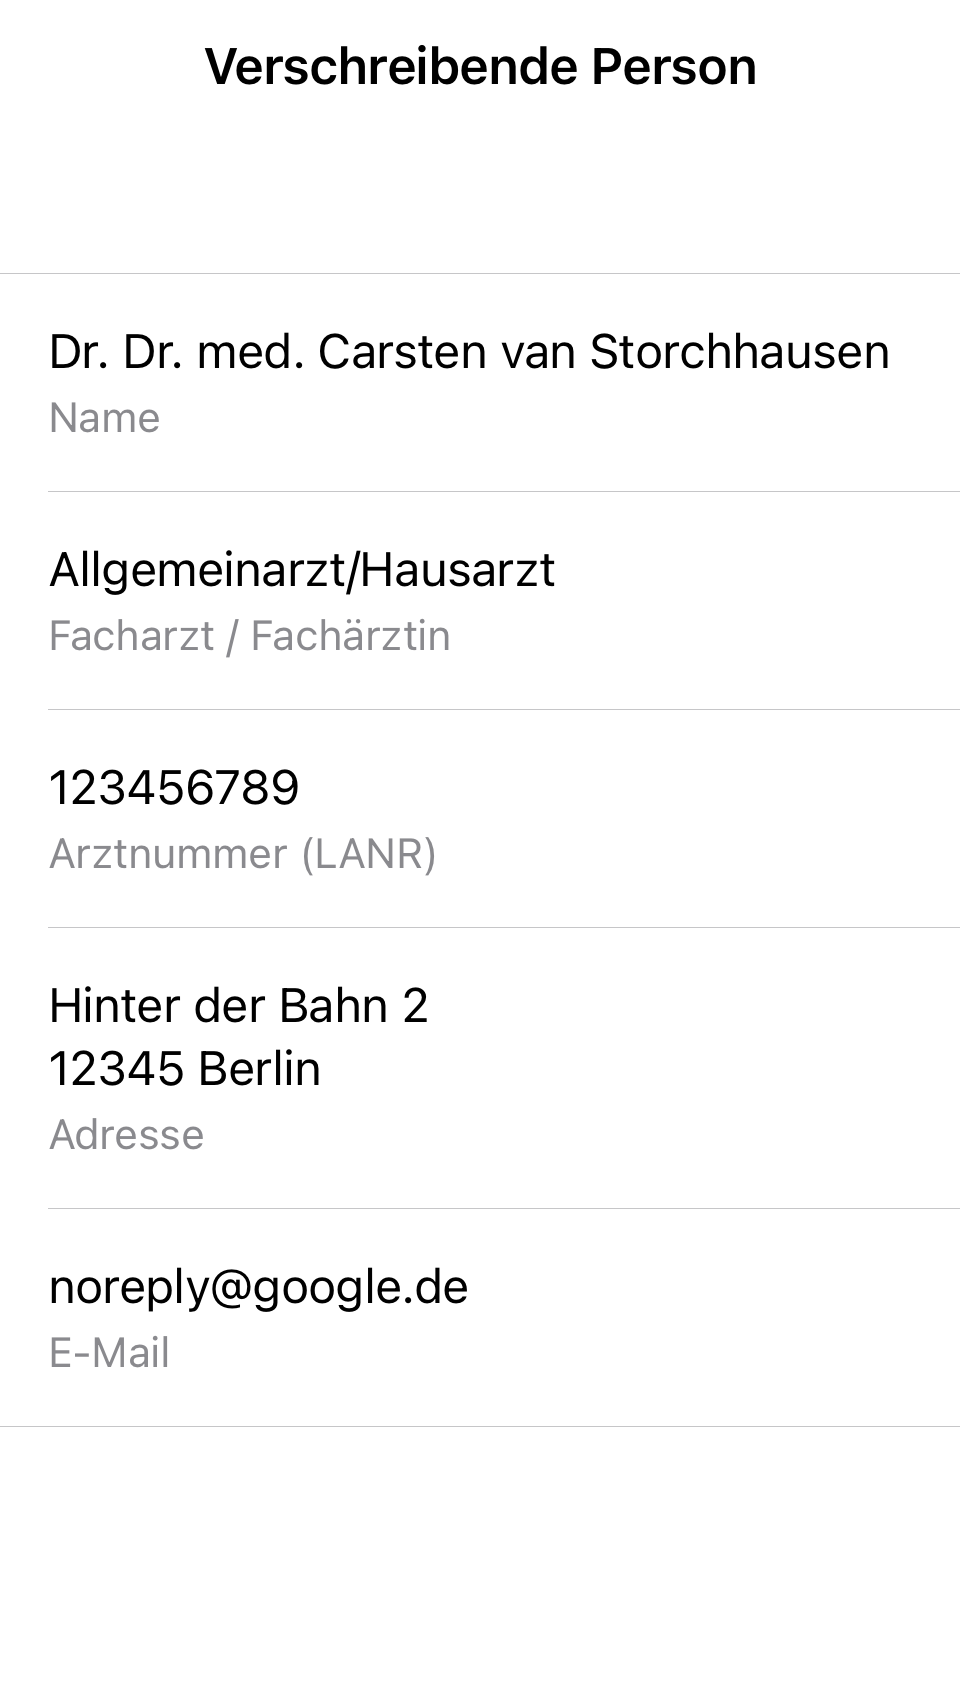 Verschreibende Person
Dr. Dr. med. Carsten van Storchhausen
Name
Allgemeinarzt/Hausarzt
Facharzt / Fachärztin
123456789
Arztnummer (LANR)
Hinter der Bahn 2
12345 Berlin
Adresse
noreply@google.de
E-Mail